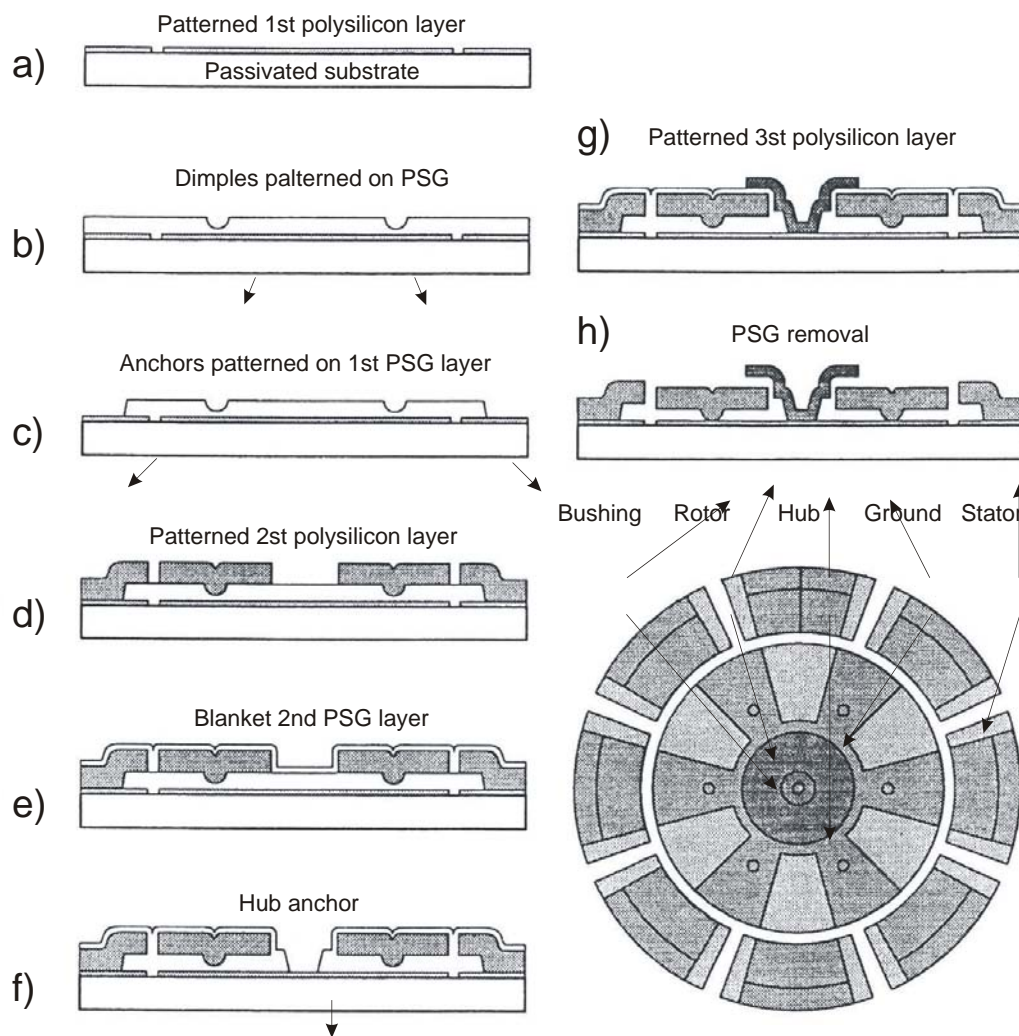 a)
Patterned 1st polysilicon layer
Passivated substrate
b)
Dimples palterned on PSG
c)
Anchors patterned on 1st PSG layer
d)
Patterned 2st polysilicon layer
e)
Blanket 2nd PSG layer
f)
Hub anchor
g)
Patterned 3st polysilicon layer
h)
PSG removal
Bushing Rotor Hub Ground Stator